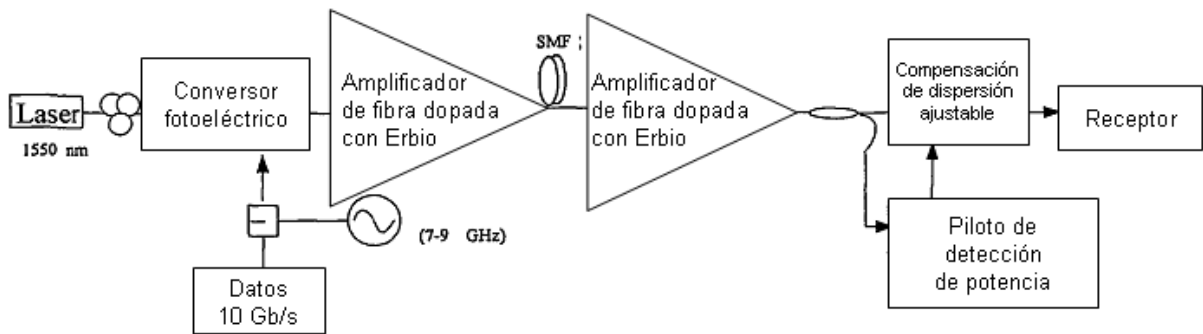 Laser
1550 nm
Conversor
fotoeléctrico
Amplificador
de fibra dopada
con Erbio
SMF ;
Amplificador
de fibra dopada
con Erbio
Compensación
de dispersión
ajustable
Receptor
(7-9 GHz)
Datos
10 Gb/s
Piloto de
detección
de potencia